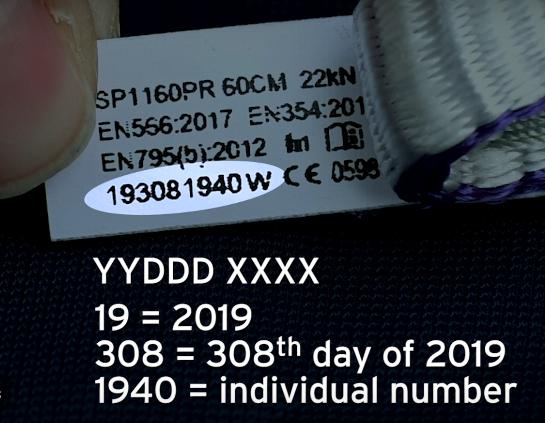 SP1160PR 60CM 22kN
EN566:2017 EN354:201
EN795(b):2012
193081940 W CE 0598
YYDDD XXXX
19 = 2019
308 = 308th day of 2019
1940 = individual number